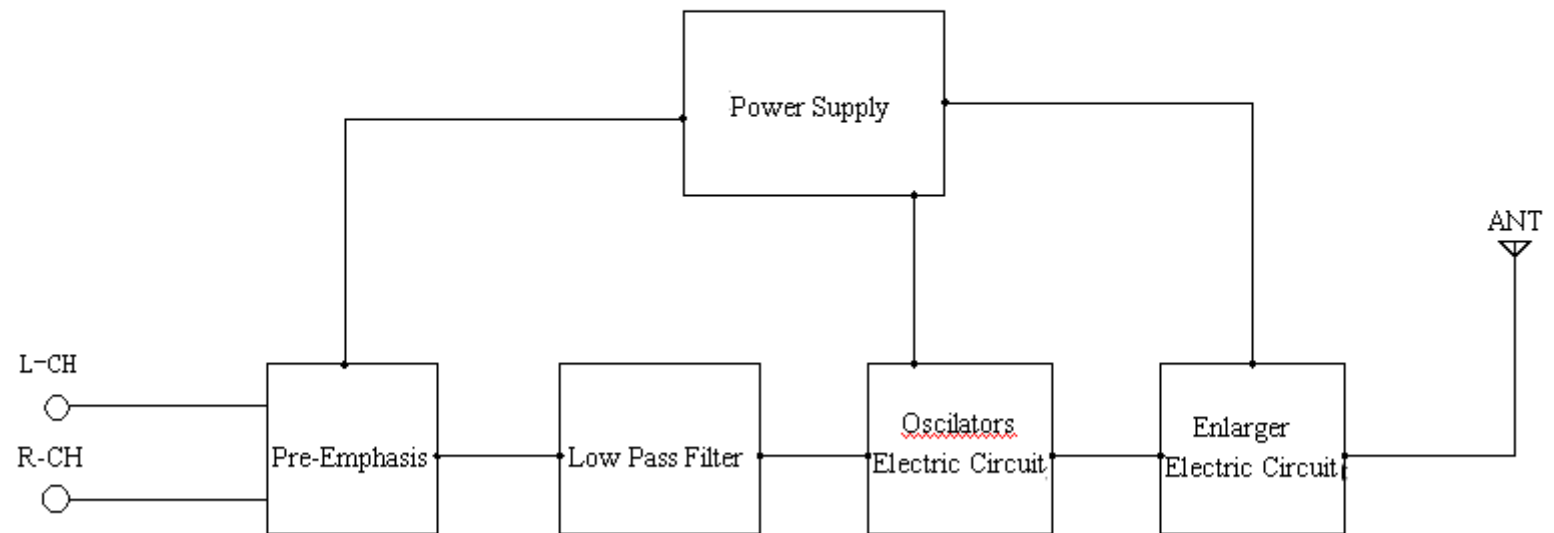 Power Supply
ANT
L-CH
R-CH
Pre-Emphasis
Low Pass Filter
Oscilators
Electric Circuit
Enlarger
Electric Circuit